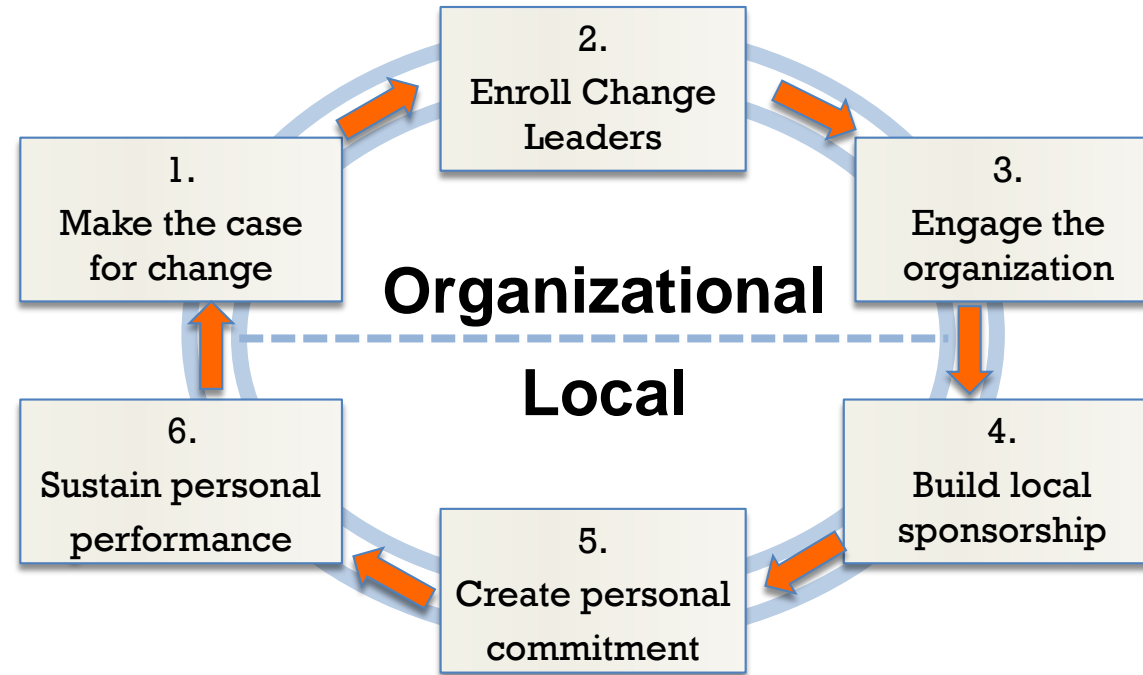 1.
Make the case
for change
2.
Enroll Change
Leaders
3.
Engage the
organization
Organizational
Local
4.
Build local
sponsorship
5.
Create personal
commitment
6.
Sustain personal
performance